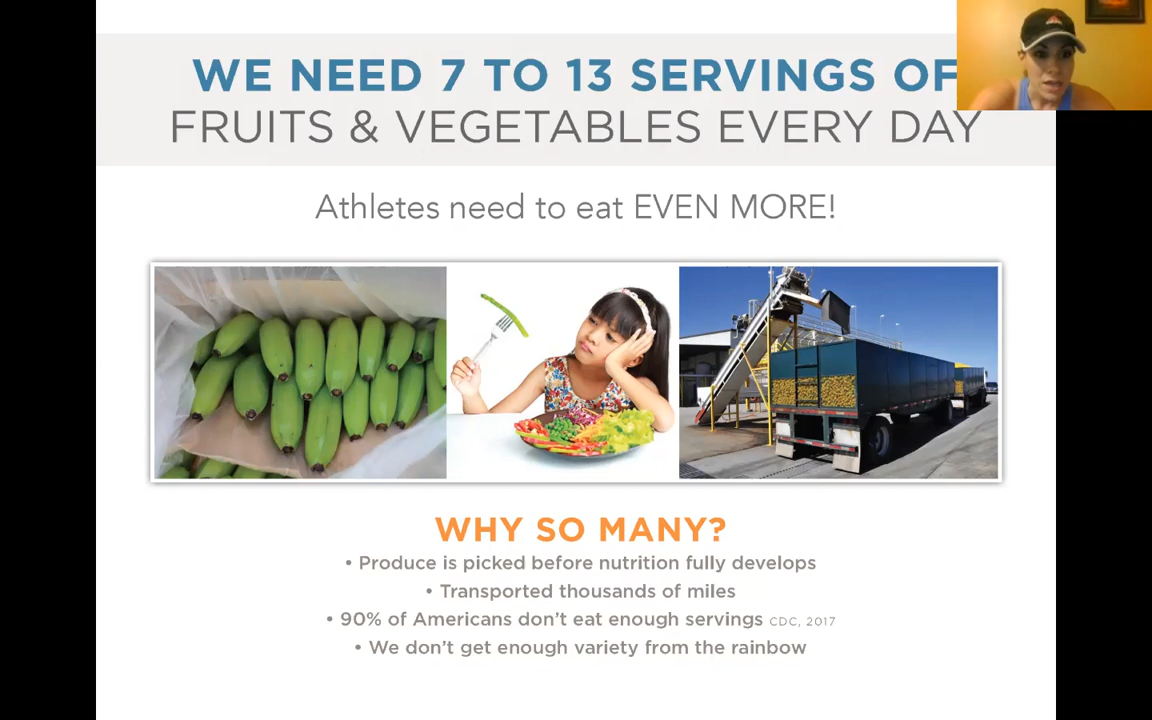 WE NEED 7 TO 13 SERVINGS OF
FRUITS & VEGETABLES EVERY DAY
Athletes need to eat EVEN MORE!
WHY SO MANY?
• Produce is picked before nutrition fully develops
• Transported thousands of miles
• 90% of Americans don't eat enough servings CDC, 2017
• We don't get enough variety from the rainbow